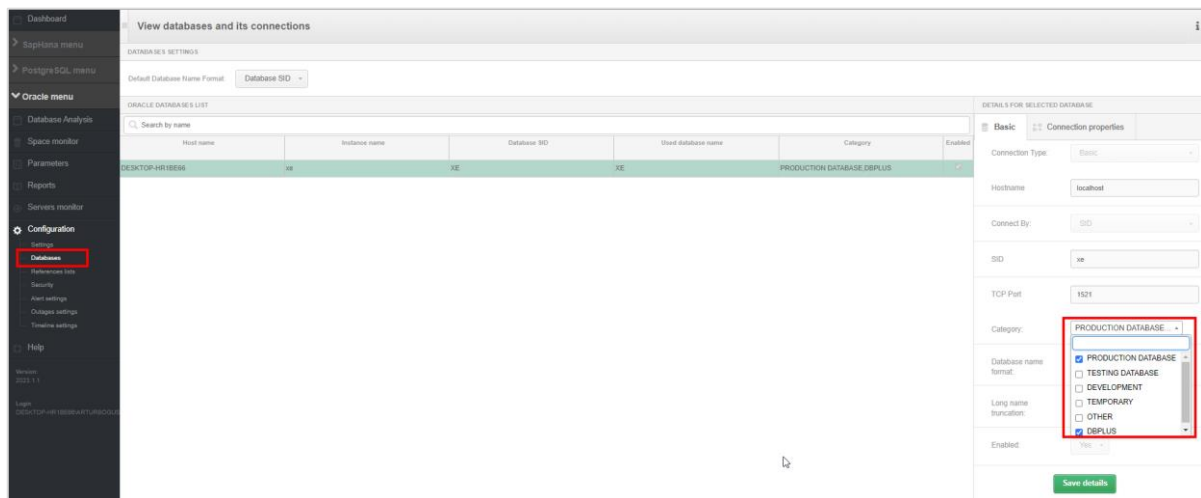 Dashboard
SapHana menu
PostgreSQL menu
Oracle menu
Database Analysis
Space monitor
Parameters
Reports
Servers monitor
Configuration
Settings
Databases
References lists
Security
Alert settings
Outages settings
Timeline settings
Help
Version:
2023.1.1
Login:
View databases and its connections
DATABASES SETTINGS
Default Database Name Format: Database SID
ORACLE DATABASES LIST
Search by name
Host name Instance name Database SID Used database name Category Enabled
DESKTOP-HR1BE66 xe XE XE PRODUCTION DATABASE,DBPLUS
DETAILS FOR SELECTED DATABASE
Basic Connection properties
Connection Type: Basic
Hostname localhost
Connect By: SID
SID xe
TCP Port 1521
Category: PRODUCTION DATABASE...
PRODUCTION DATABASE
TESTING DATABASE
DEVELOPMENT
TEMPORARY
OTHER
DBPLUS
Database name
format:
Long name
truncation:
Enabled: Yes
Save details